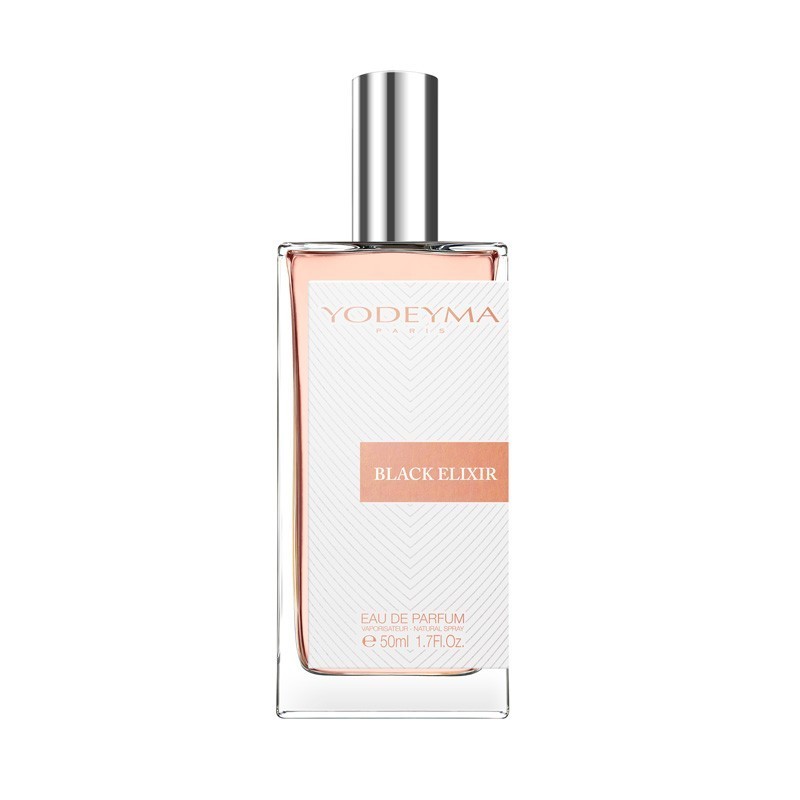 YODEYMA
PARIS
BLACK ELIXIR
EAU DE PARFUM
VAPORISATEUR - NATURAL SPRAY
℮ 50ml 1.7Fl.Oz.